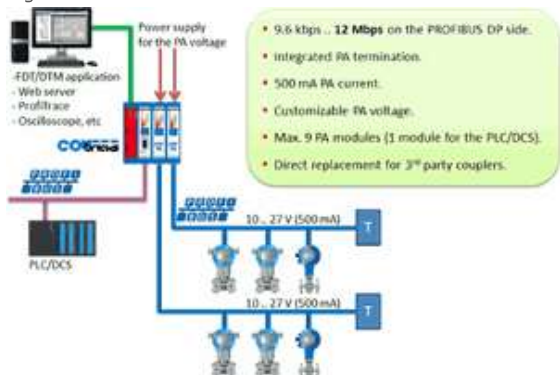 Power supply
for the PA voltage
-FDT/DTM application
- Web server
- ProfiTrace
- Oscilloscope, etc
PLC/DCS
• 9.6 kbps .. 12 Mbps on the PROFIBUS DP side.
• Integrated PA termination.
• 500 mA PA current.
• Customizable PA voltage.
• Max. 9 PA modules (1 module for the PLC/DCS).
• Direct replacement for 3rd party couplers.
10 .. 27 V (500 mA)
T
10 .. 27 V (500 mA)
T